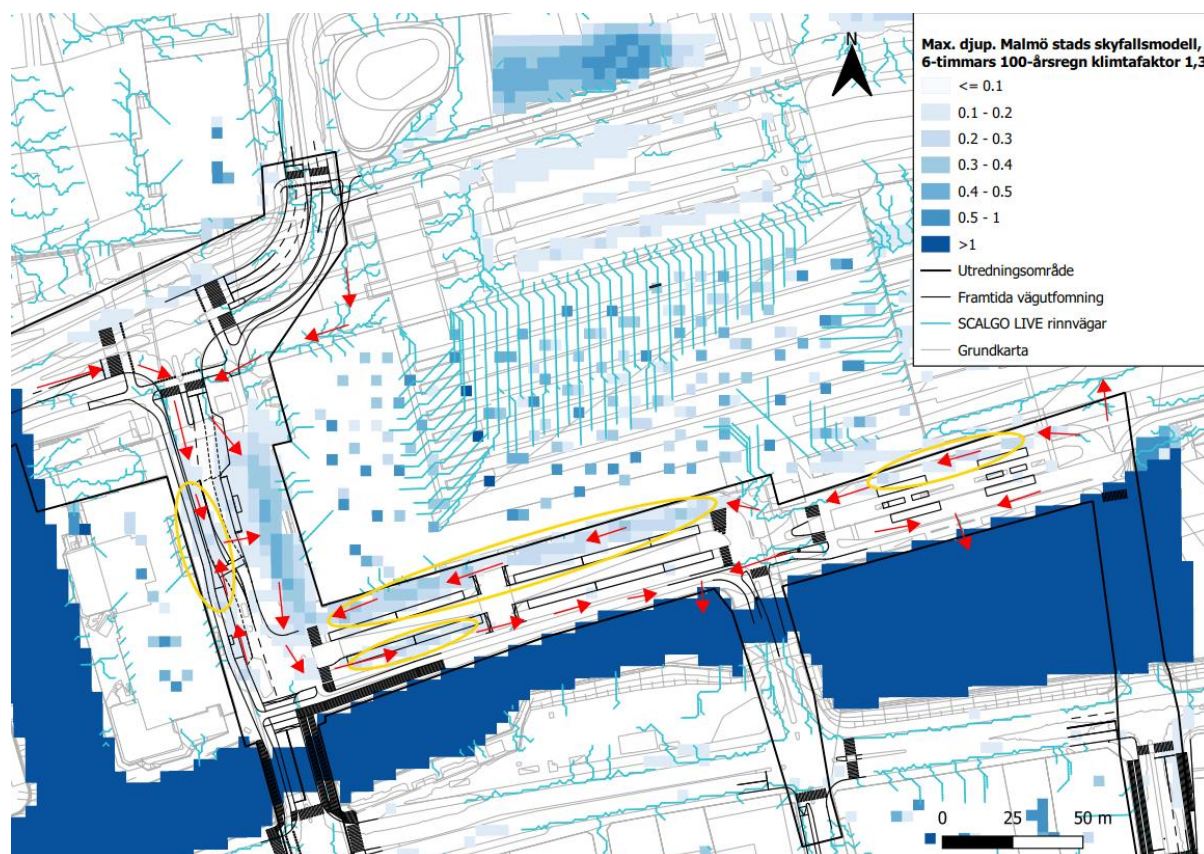 N
Max. djup. Malmö stads skyfallsmodell,
6-timmars 100-årsregn klimtafaktor 1,3
<= 0.1
0.1 - 0.2
0.2 - 0.3
0.3 - 0.4
0.4 - 0.5
0.5 - 1
>1
Utredningsområde
Framtida vägutfomning
SCALGO LIVE rinnvägar
Grundkarta
0 25 50 m